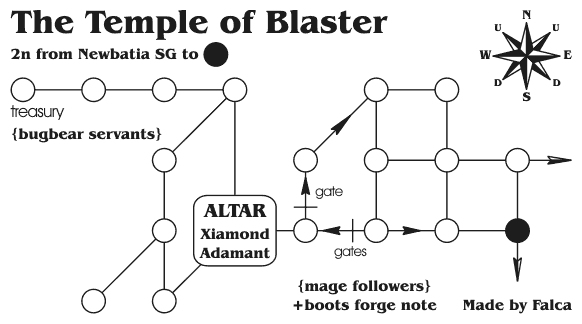 The Temple of Blaster
2n from Newbatia SG to
N
U U
W E
D D
S
treasury
{bugbear servants}
gate
ALTAR
Xiamond
Adamant
gates
{mage followers}
+boots forge note
Made by Falca